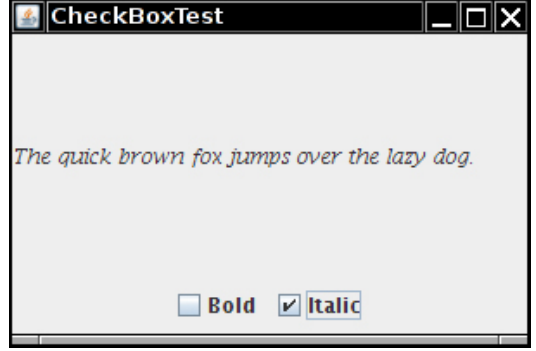 CheckBoxTest
The quick brown fox jumps over the lazy dog.
Bold Italic